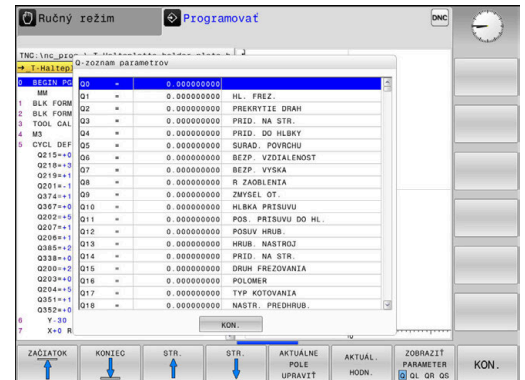 Ručný režim
Programovať
DNC
TNC:\nc_prog
→_T-Haltepl
Q-zoznam parametrov
0 BEGIN PG
MM
1 BLK FORM
2 BLK FORM
3 TOOL CAL
4 M3
5 CYCL DEF
Q215=+0
Q218=+3
Q219=+1
Q201=-1
Q374=+1
Q367=+0
Q202=+5
Q207=+1
Q206=+1
Q385=+2
Q338=+0
Q200=+2
Q203=+0
Q204=+5
Q351=+1
Q352=+0
6 Y-30
7 X+0 R
Q0 = 0.000000000
Q1 = 0.000000000 HL. FREZ.
Q2 = 0.000000000 PREKRYTIE DRAH
Q3 = 0.000000000 PRID. NA STR.
Q4 = 0.000000000 PRID. DO HLBKY
Q5 = 0.000000000 SURAD. POVRCHU
Q6 = 0.000000000 BEZP. VZDIALENOST
Q7 = 0.000000000 BEZP. VYSKA
Q8 = 0.000000000 R ZAOBLENIA
Q9 = 0.000000000 ZMYSEL OT.
Q10 = 0.000000000 HLBKA PRISUVU
Q11 = 0.000000000 POS. PRISUVU DO HL.
Q12 = 0.000000000 POSUV HRUB.
Q13 = 0.000000000 HRUB. NASTROJ
Q14 = 0.000000000 PRID. NA STR.
Q15 = 0.000000000 DRUH FREZOVANIA
Q16 = 0.000000000 POLOMER
Q17 = 0.000000000 TYP KOTOVANIA
Q18 = 0.000000000 NASTR. PREDHRUB.
KON.
ZAČIATOK
KONIEC
STR.
STR.
AKTUÁLNE
POLE
UPRAVIŤ
AKTUÁL.
HODN.
ZOBRAZIŤ
PARAMETER
Q QL QR QS
KON.